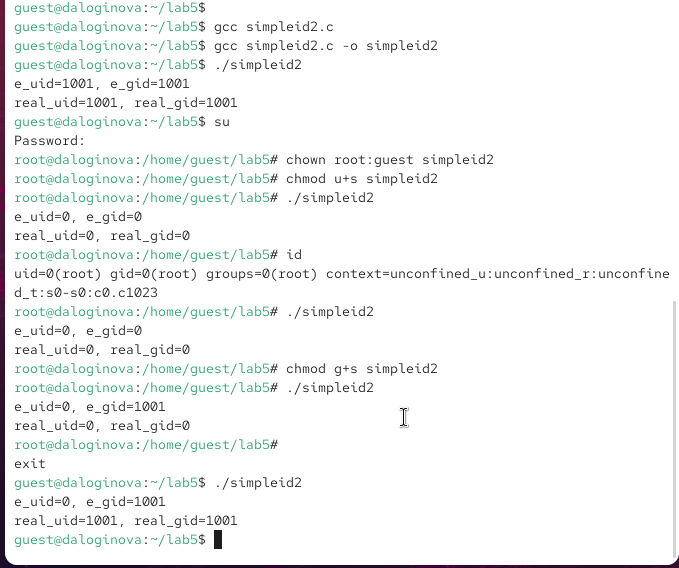 guest@daloginova:~/lab5$
guest@daloginova:~/lab5$ gcc simpleid2.c
guest@daloginova:~/lab5$ gcc simpleid2.c -o simpleid2
guest@daloginova:~/lab5$ ./simpleid2
e_uid=1001, e_gid=1001
real_uid=1001, real_gid=1001
guest@daloginova:~/lab5$ su
Password:
root@daloginova:/home/guest/lab5# chown root:guest simpleid2
root@daloginova:/home/guest/lab5# chmod u+s simpleid2
root@daloginova:/home/guest/lab5# ./simpleid2
e_uid=0, e_gid=0
real_uid=0, real_gid=0
root@daloginova:/home/guest/lab5# id
uid=0(root) gid=0(root) groups=0(root) context=unconfined_u:unconfined_r:unconfine
d_t:s0-s0:c0.c1023
root@daloginova:/home/guest/lab5# ./simpleid2
e_uid=0, e_gid=0
real_uid=0, real_gid=0
root@daloginova:/home/guest/lab5# chmod g+s simpleid2
root@daloginova:/home/guest/lab5# ./simpleid2
e_uid=0, e_gid=1001
real_uid=0, real_gid=0
root@daloginova:/home/guest/lab5#
exit
guest@daloginova:~/lab5$ ./simpleid2
e_uid=0, e_gid=1001
real_uid=1001, real_gid=1001
guest@daloginova:~/lab5$